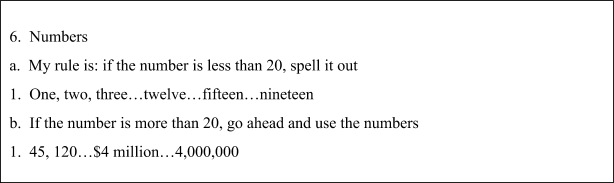 6. Numbers
a. My rule is: if the number is less than 20, spell it out
1. One, two, three…twelve…fifteen…nineteen
b. If the number is more than 20, go ahead and use the numbers
1. 45, 120…$4 million…4,000,000